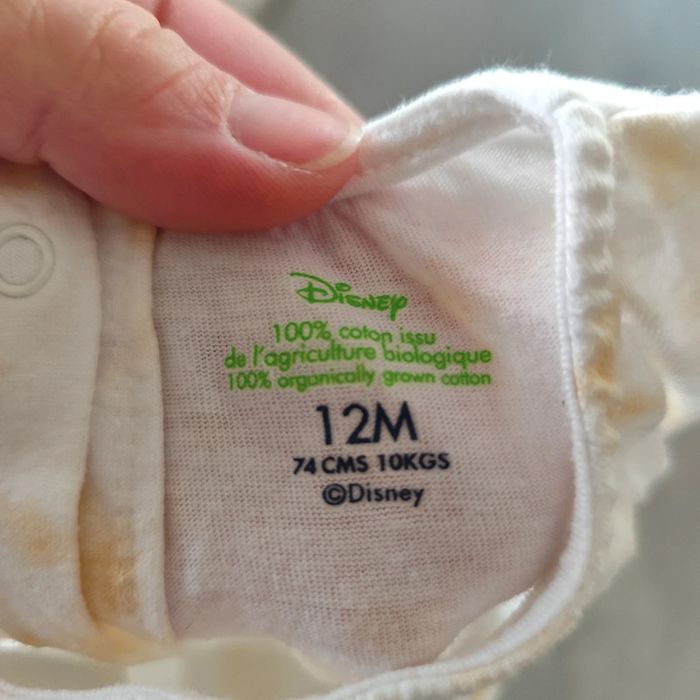 Disney
100% coton issu
de l'agriculture biologique
100% organically grown cotton
12M
74 CMS 10KGS
©Disney